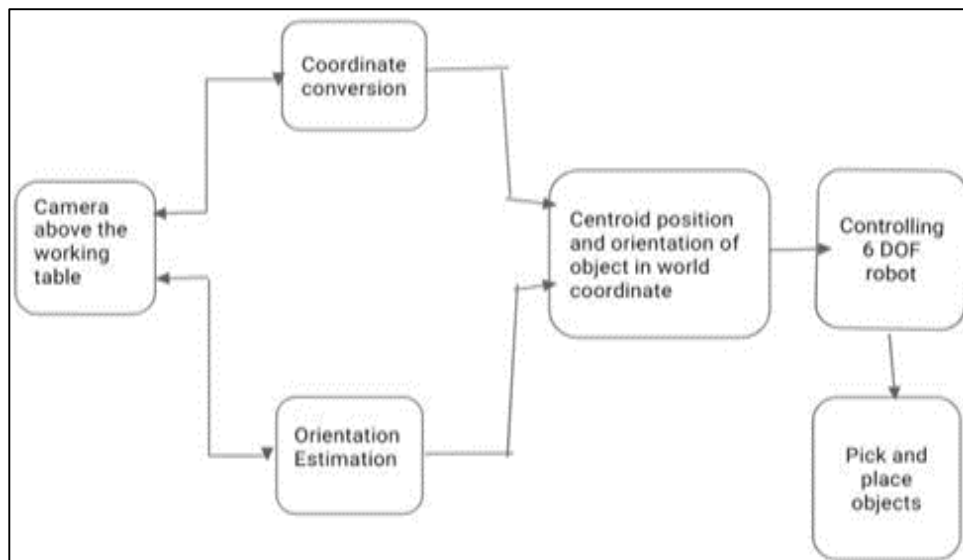 Coordinate
conversion
Camera
above the
working
table
Centroid position
and orientation of
object in world
coordinate
Controlling
6 DOF
robot
Orientation
Estimation
Pick and
place
objects